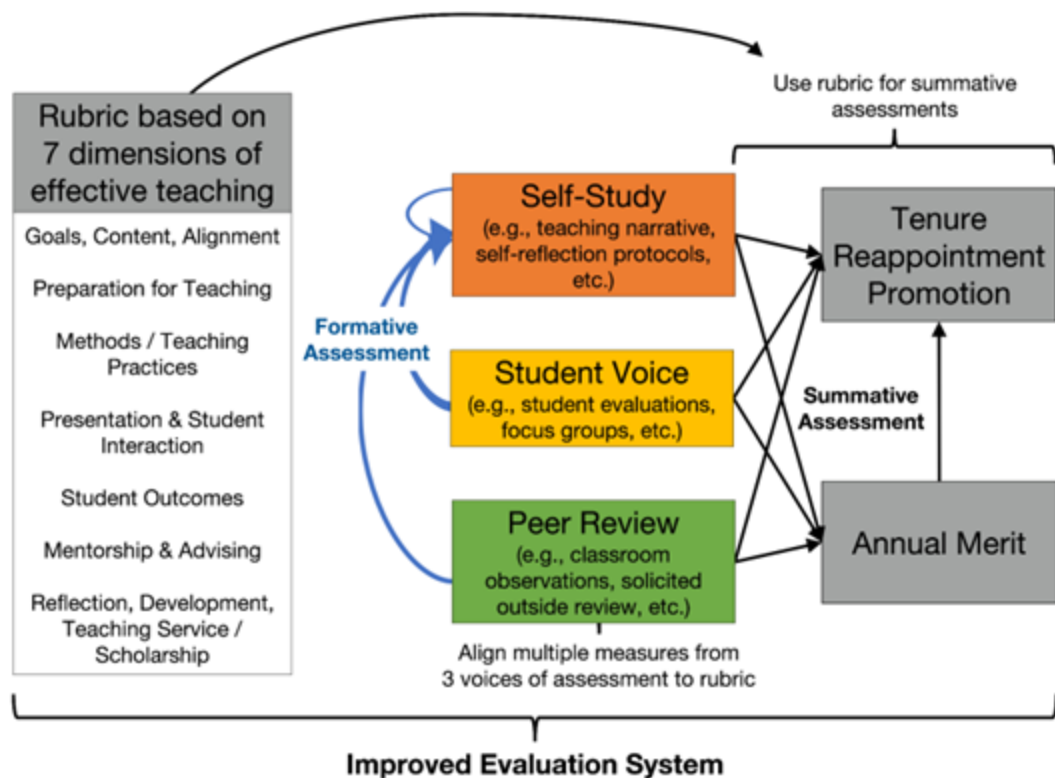 Rubric based on
7 dimensions of
effective teaching
Goals, Content, Alignment
Preparation for Teaching
Methods / Teaching
Practices
Presentation & Student
Interaction
Student Outcomes
Mentorship & Advising
Reflection, Development,
Teaching Service /
Scholarship
Formative
Assessment
Self-Study
(e.g., teaching narrative,
self-reflection protocols,
etc.)
Student Voice
(e.g., student evaluations,
focus groups, etc.)
Peer Review
(e.g., classroom
observations, solicited
outside review, etc.)
Align multiple measures from
3 voices of assessment to rubric
Use rubric for summative
assessments
Tenure
Reappointment
Promotion
Summative
Assessment
Annual Merit
Improved Evaluation System